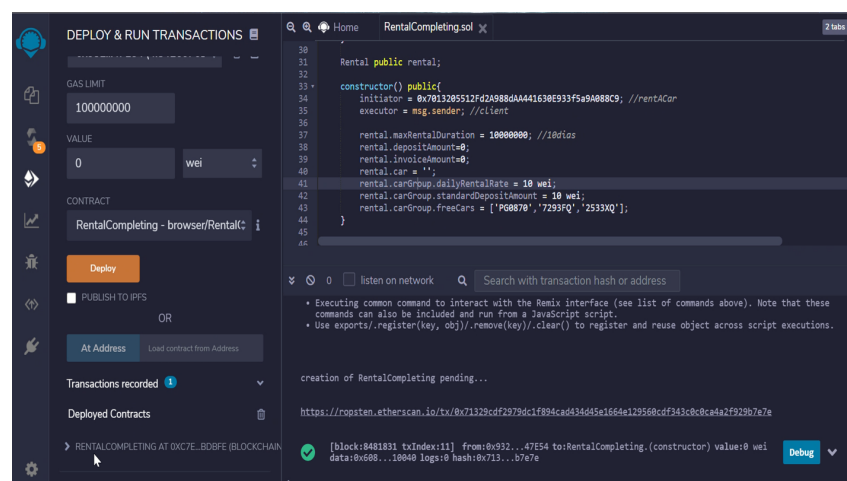 DEPLOY & RUN TRANSACTIONS
GAS LIMIT
100000000
VALUE
0 wei
CONTRACT
RentalCompleting - browser/Rental(
Deploy
PUBLISH TO IPFS
OR
At Address Load contract from Address
Transactions recorded 1
Deployed Contracts
RENTALCOMPLETING AT 0XC7E...BDBFE (BLOCKCHAIN
5
Home RentalCompleting.sol 2 tabs
30
31 Rental public rental;
32
33 constructor() public{
34 initiator = 0x7013205512Fd2A988dAA441630E933f5a9A088C9; //rentACar
35 executor = msg.sender; //client
36
37 rental.maxRentalDuration = 10000000; //10dias
38 rental.depositAmount=0;
39 rental.invoiceAmount=0;
40 rental.car = '';
41 rental.carGroup.dailyRentalRate = 10 wei;
42 rental.carGroup.standardDepositAmount = 10 wei;
43 rental.carGroup.freeCars = ['PG0870','7293FQ','2533XQ'];
44 }
45
46
0 listen on network Search with transaction hash or address
• Executing common command to interact with the Remix interface (see list of commands above). Note that these
commands can also be included and run from a JavaScript script.
• Use exports/.register(key, obj)/.remove(key)/.clear() to register and reuse object across script executions.
creation of RentalCompleting pending...
https://ropsten.etherscan.io/tx/0x71329cdf2979dc1f894cad434d45e1664e129560cdf343c0c0ca4a2f929b7e7e
[block:8481831 txIndex:11] from:0x932...47E54 to:RentalCompleting.(constructor) value:0 wei
data:0x608...10040 logs:0 hash:0x713...b7e7e
Debug